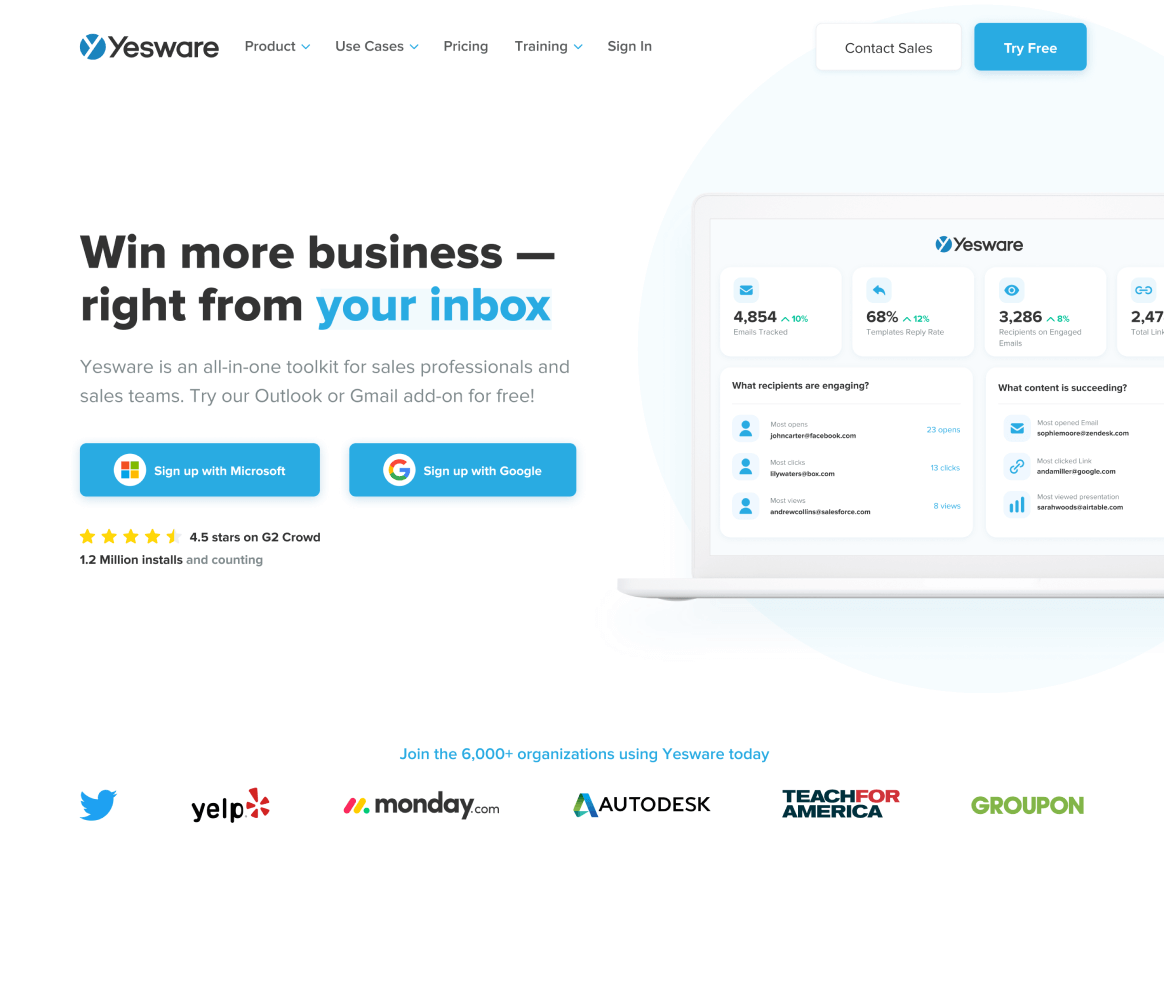 Yesware
Product
Use Cases
Pricing
Training
Sign In
Contact Sales
Try Free
Win more business —
right from your inbox
Yesware is an all-in-one toolkit for sales professionals and
sales teams. Try our Outlook or Gmail add-on for free!
Sign up with Microsoft
Sign up with Google
4.5 stars on G2 Crowd
1.2 Million installs and counting
Yesware
4,854 10%
Emails Tracked
68% 12%
Templates Reply Rate
3,286 8%
Recipients on Engaged
Emails
2,47
Total Link
What recipients are engaging?
Most opens
johncarter@facebook.com
23 opens
Most clicks
lilywaters@box.com
13 clicks
Most views
andrewcollins@salesforce.com
8 views
What content is succeeding?
Most opened Email
sophiemoore@zendesk.com
Most clicked Link
andamiller@google.com
Most viewed presentation
sarahwoods@airtable.com
Join the 6,000+ organizations using Yesware today
yelp
monday.com
AUTODESK
TEACHFOR
AMERICA
GROUPON